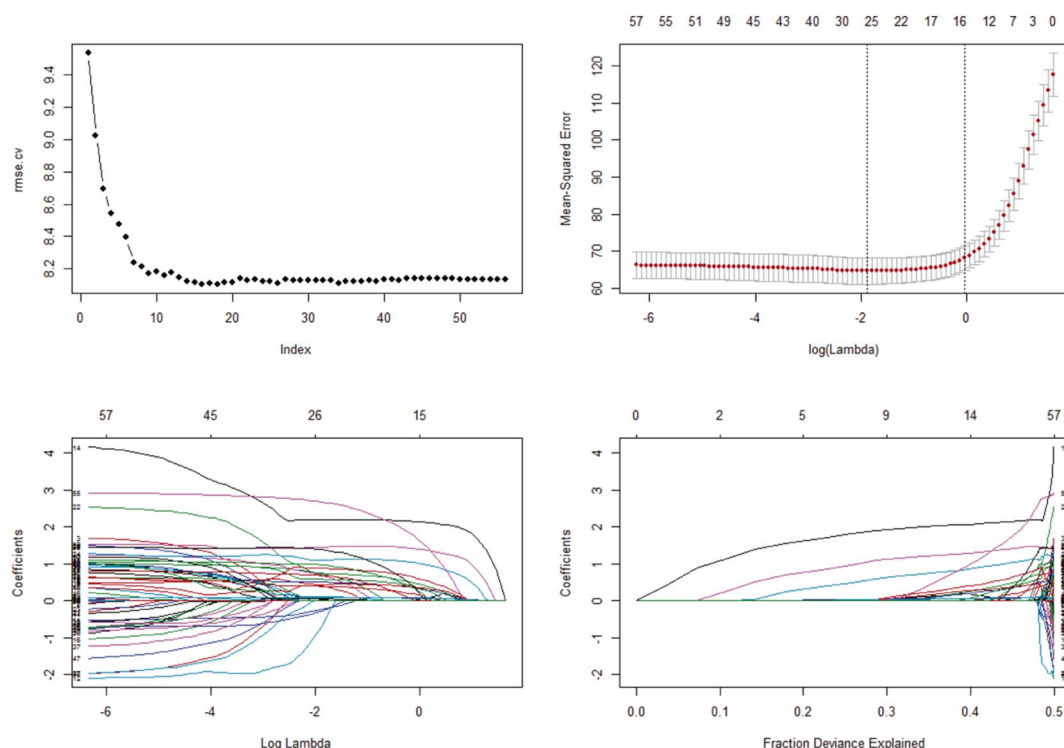 9.4
9.2
9.0
8.8
8.6
8.4
8.2
rmse.cv
0 10 20 30 40 50
Index
57 55 51 49 45 43 40 30 25 22 17 16 12 7 3 0
120
110
100
90
80
70
60
Mean-Squared Error
-6 -4 -2 0
log(Lambda)
57 45 26 15
4
3
2
1
0
-1
-2
Coefficients
14
22
37
47
-6 -4 -2 0
Log Lambda
0 2 5 9 14 57
4
3
2
1
0
-1
-2
Coefficients
0.0 0.1 0.2 0.3 0.4 0.5
Fraction Deviance Explained